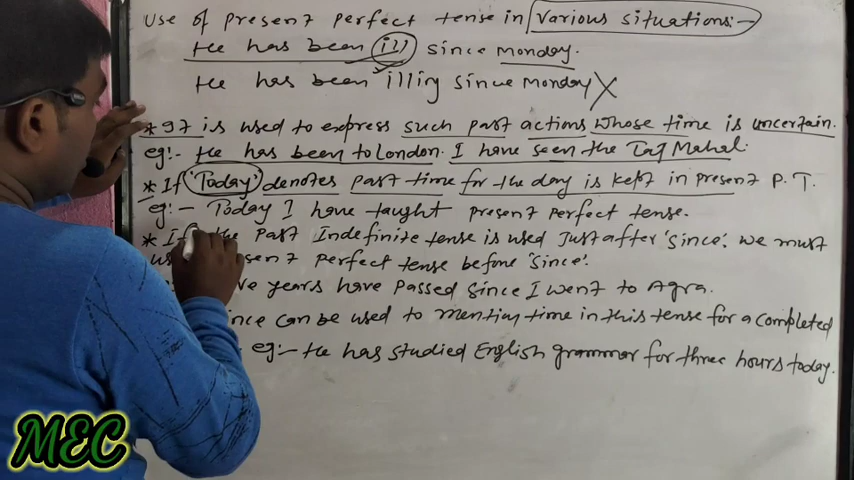 Use of present perfect tense in various situations:-
He has been ill since monday.
He has been illing since Monday X
* It is used to express such past actions whose time is uncertain.
eg:- He has been to London. I have seen the Taj Mahal.
* If 'Today' denotes past time for the day is kept in present P.T.
eg:- Today I have taught present perfect tense.
* If the past Indefinite tense is used just after 'since'. we must
perfect tense before 'since'.
years have passed since I went to Agra.
can be used to mention time in this tense for a completed
eg:- He has studied English grammar for three hours today.
MEC